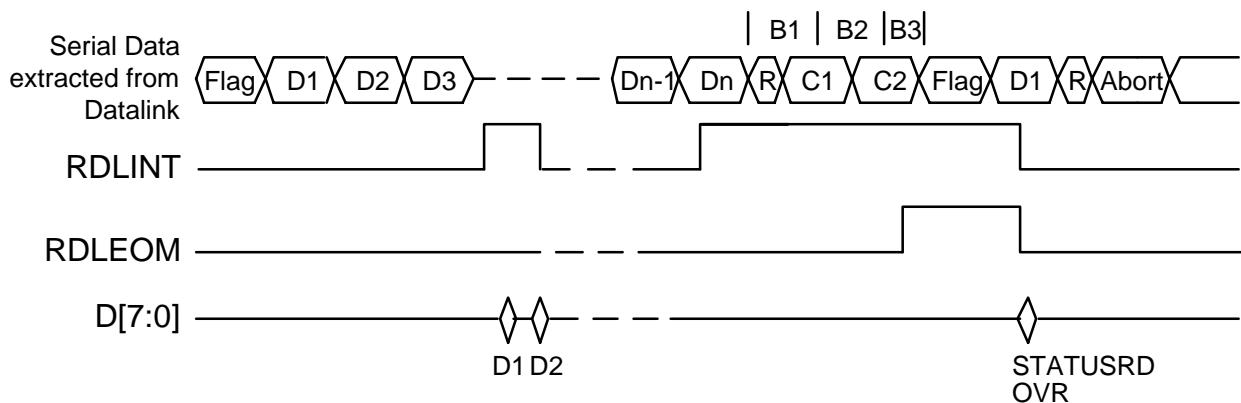 B1 B2 B3
Serial Data
extracted from
Datalink
Flag D1 D2 D3 Dn-1 Dn R C1 C2 Flag D1 R Abort
RDLINT
RDLEOM
D[7:0]
D1 D2
STATUSRD
OVR